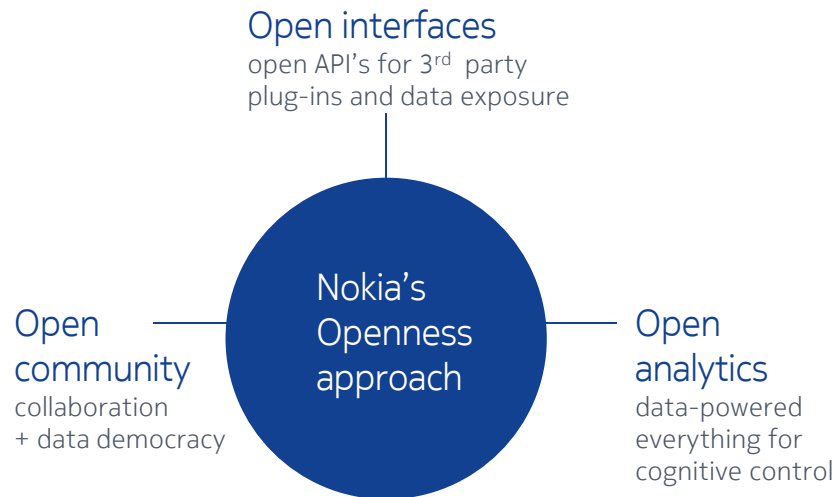 Open interfaces
open API’s for 3rd party
plug-ins and data exposure
Nokia’s
Openness
approach
Open
community
collaboration
+ data democracy
Open
analytics
data-powered
everything for
cognitive control